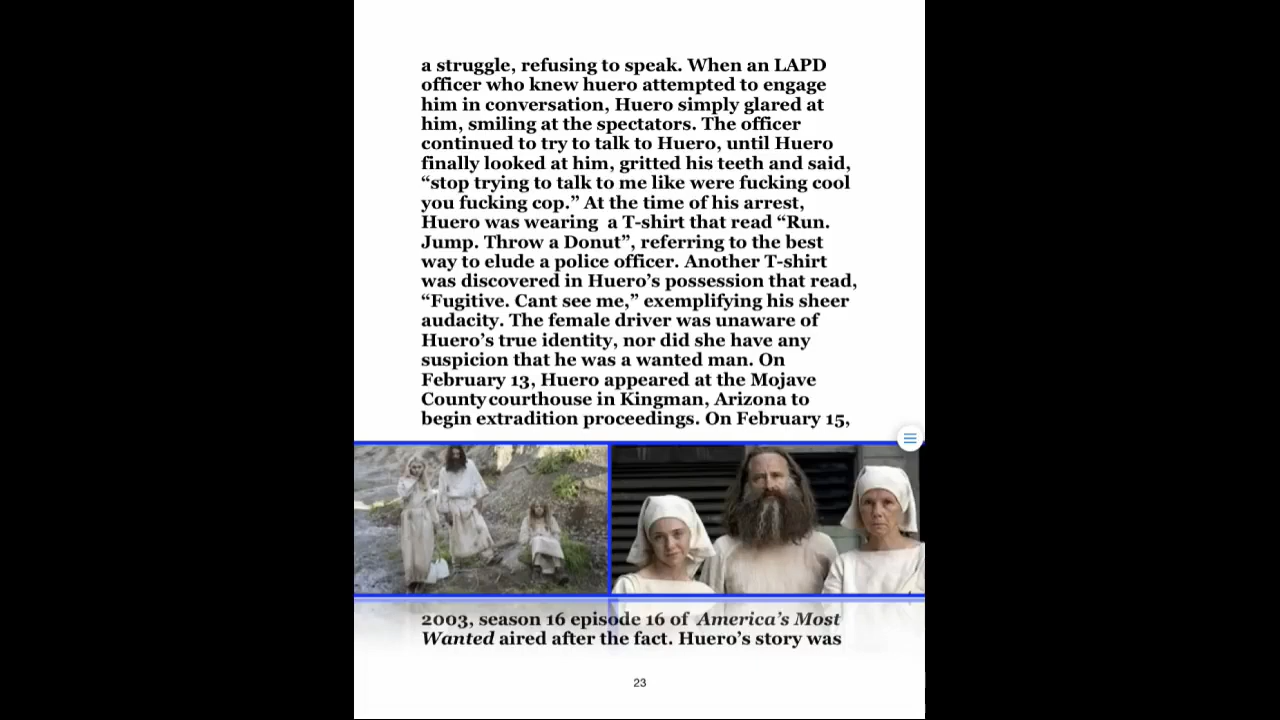 a struggle, refusing to speak. When an LAPD
officer who knew huero attempted to engage
him in conversation, Huero simply glared at
him, smiling at the spectators. The officer
continued to try to talk to Huero, until Huero
finally looked at him, gritted his teeth and said,
“stop trying to talk to me like were fucking cool
you fucking cop.” At the time of his arrest,
Huero was wearing  a T-shirt that read “Run.
Jump. Throw a Donut”, referring to the best
way to elude a police officer. Another T-shirt
was discovered in Huero’s possession that read,
“Fugitive. Cant see me,” exemplifying his sheer
audacity. The female driver was unaware of
Huero’s true identity, nor did she have any
suspicion that he was a wanted man. On
February 13, Huero appeared at the Mojave
County courthouse in Kingman, Arizona to
begin extradition proceedings. On February 15,
2003, season 16 episode 16 of  America’s Most
Wanted aired after the fact. Huero’s story was
23